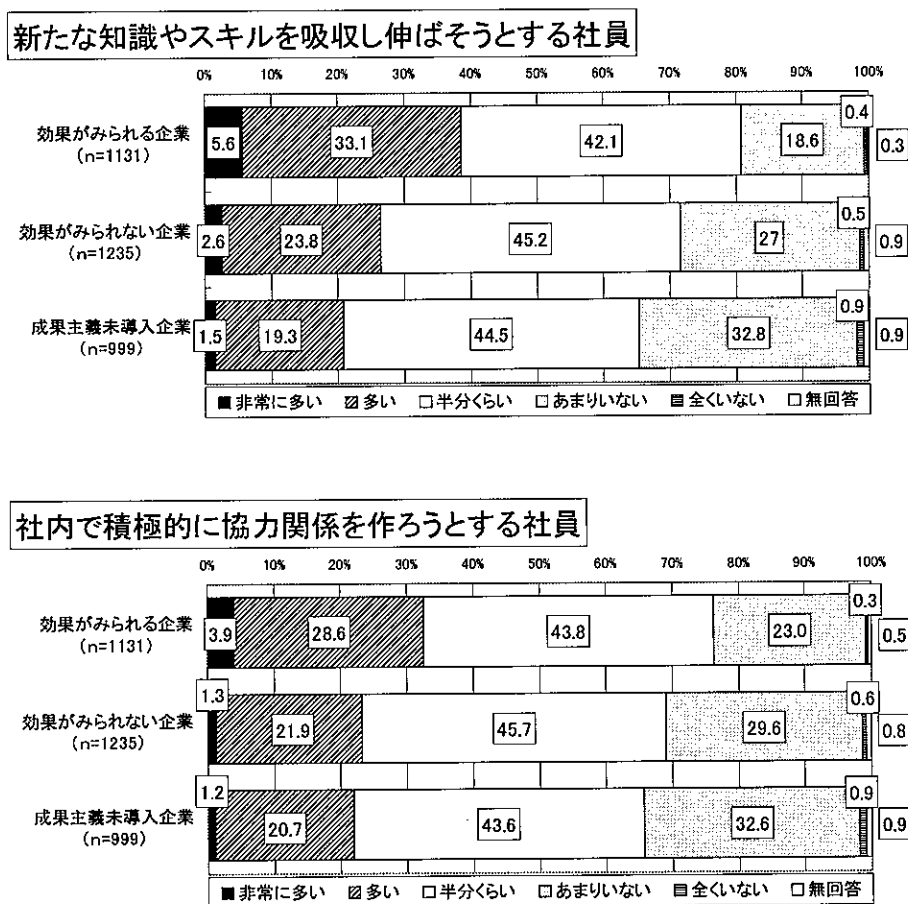 新たな知識やスキルを吸収し伸ばそうとする社員
0% 10% 20% 30% 40% 50% 60% 70% 80% 90% 100%
効果がみられる企業
(n=1131)
5.6 33.1 42.1 18.6 0.4 0.3
効果がみられない企業
(n=1235)
2.6 23.8 45.2 27 0.5 0.9
成果主義未導入企業
(n=999)
1.5 19.3 44.5 32.8 0.9 0.9
非常に多い 多い 半分くらい あまりいない 全くいない 無回答
社内で積極的に協力関係を作ろうとする社員
0% 10% 20% 30% 40% 50% 60% 70% 80% 90% 100%
効果がみられる企業
(n=1131)
3.9 28.6 43.8 23.0 0.3 0.5
効果がみられない企業
(n=1235)
1.3 21.9 45.7 29.6 0.6 0.8
成果主義未導入企業
(n=999)
1.2 20.7 43.6 32.6 0.9 0.9
非常に多い 多い 半分くらい あまりいない 全くいない 無回答